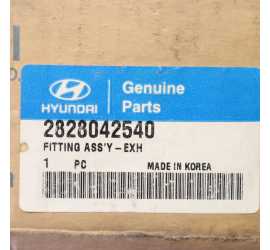 HYUNDAI
Genuine
Parts
2828042540
FITTING ASS'Y-EXH
1 PC MADE IN KOREA